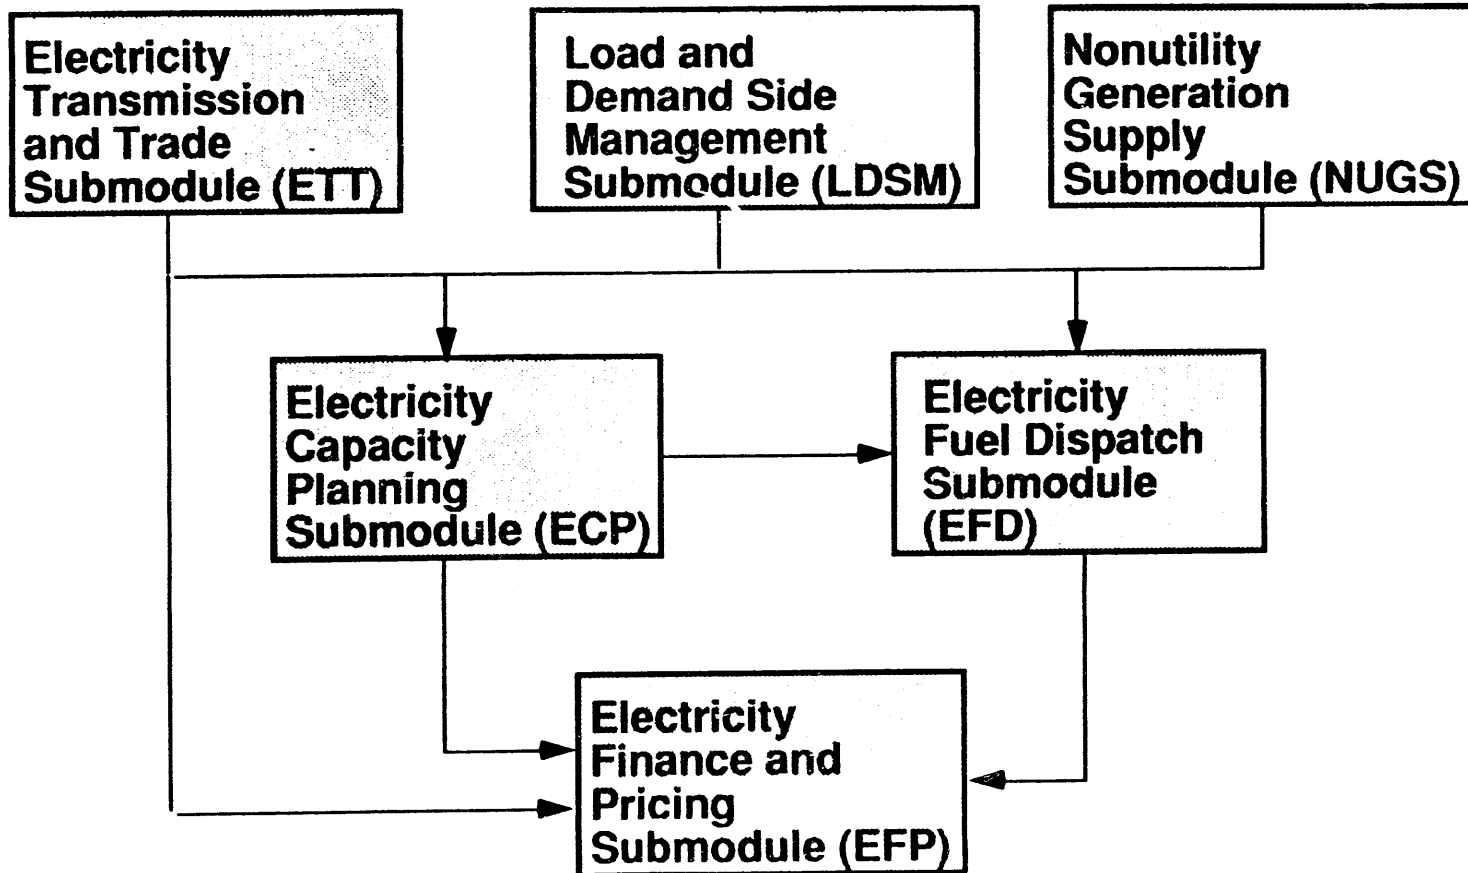 Electricity
Transmission
and Trade
Submodule (ETT)
Load and
Demand Side
Management
Submodule (LDSM)
Nonutility
Generation
Supply
Submodule (NUGS)
Electricity
Capacity
Planning
Submodule (ECP)
Electricity
Fuel Dispatch
Submodule
(EFD)
Electricity
Finance and
Pricing
Submodule (EFP)